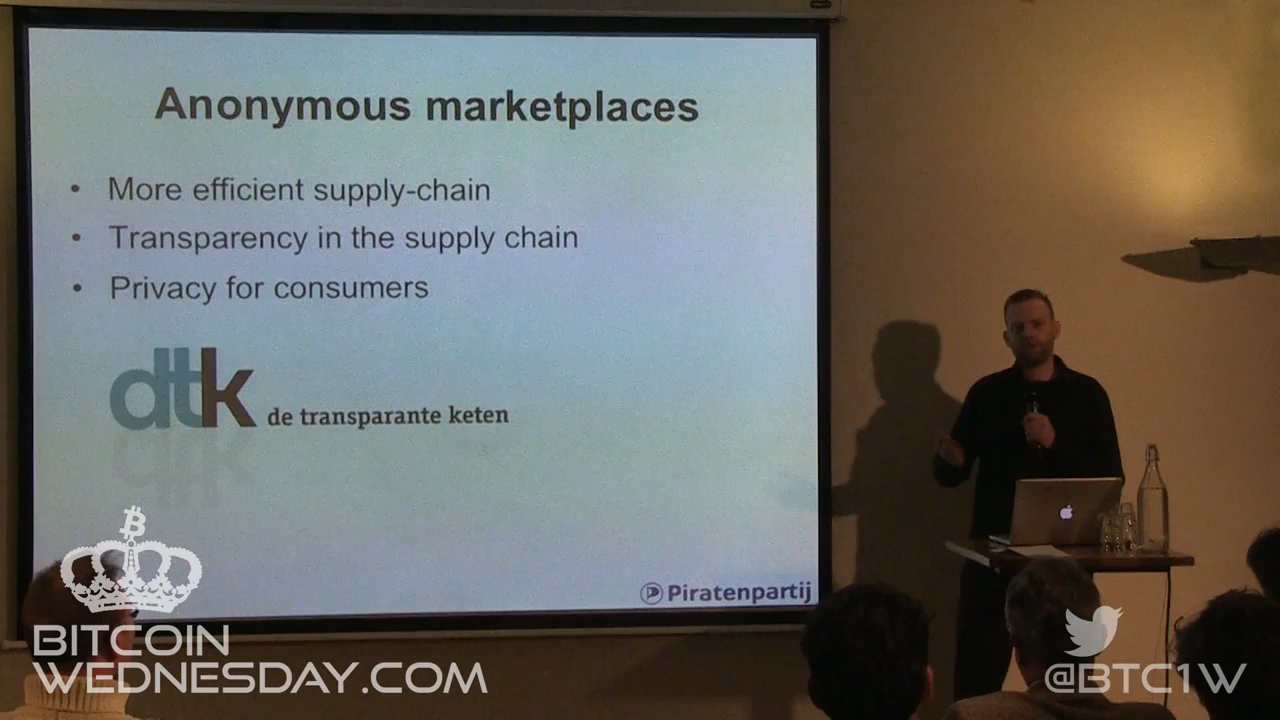 Anonymous marketplaces
• More efficient supply-chain
• Transparency in the supply chain
• Privacy for consumers
dtk de transparante keten
Piratenpartij
BITCOIN
WEDNESDAY.COM
@BTC1W